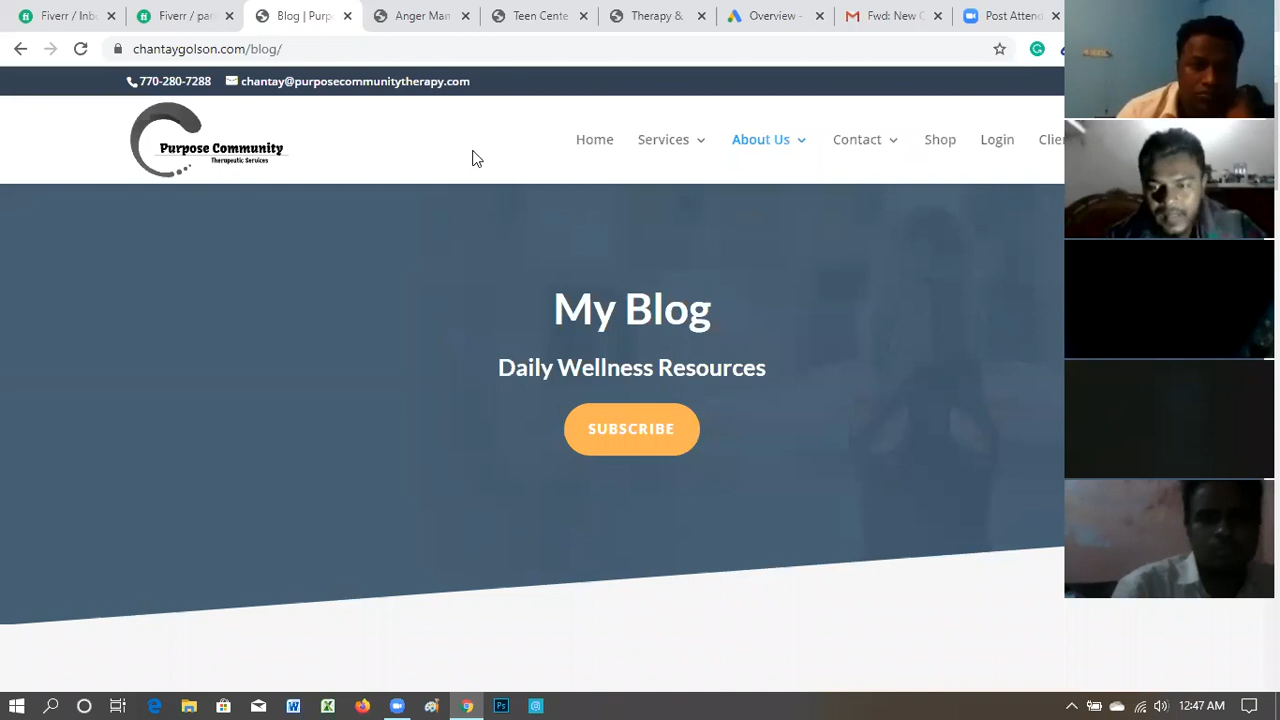 Fiverr / Inb
Fiverr / pan
Blog | Purp
Anger Man
Teen Cente
Therapy &
Overview -
Fwd: New C
Post Attend
chantaygolson.com/blog/
770-280-7288
chantay@purposecommunitytherapy.com
Purpose Community
Therapeutic Services
Home
Services
About Us
Contact
Shop
Login
Clien
My Blog
Daily Wellness Resources
SUBSCRIBE
12:47 AM